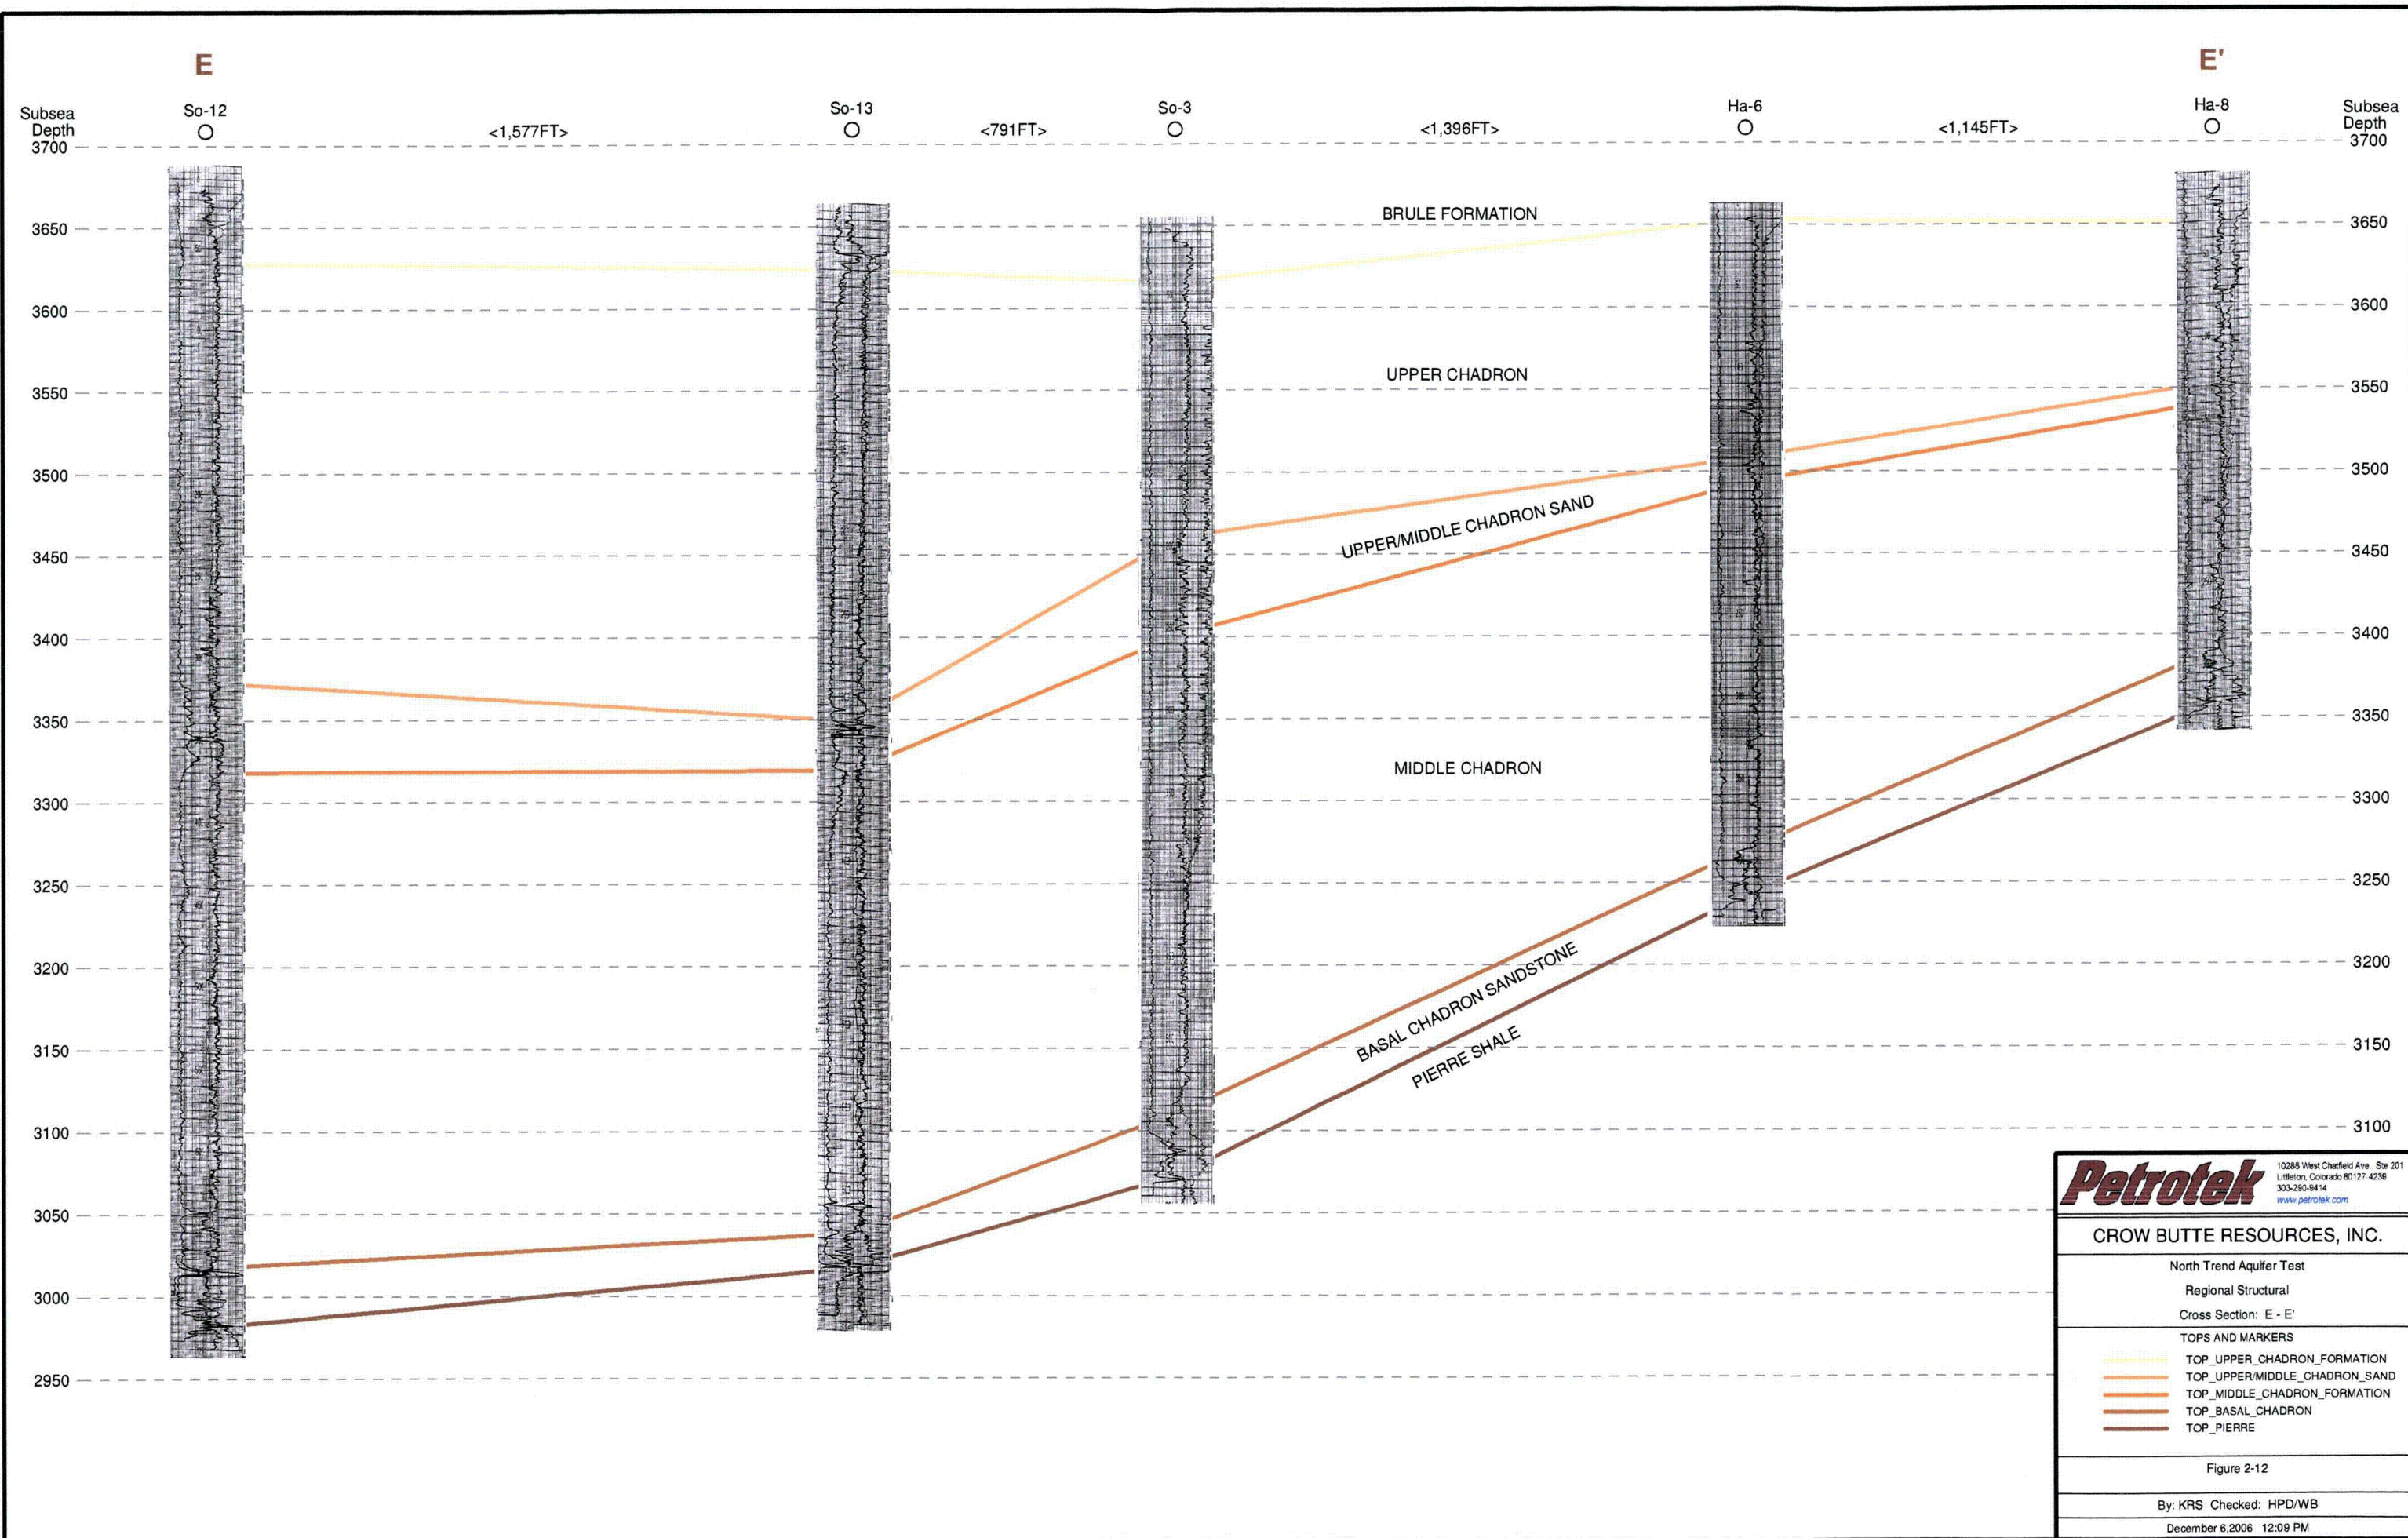 E
E'
Subsea
Depth
So-12
<1,577FT>
So-13
<791FT>
So-3
<1,396FT>
Ha-6
<1,145FT>
Ha-8
Subsea
Depth
3700
3700
3650
BRULE FORMATION
3650
3600
3600
UPPER CHADRON
3550
3550
3500
3500
UPPER/MIDDLE CHADRON SAND
3450
3450
3400
3400
3350
3350
MIDDLE CHADRON
3300
3300
3250
3250
3200
3200
BASAL CHADRON SANDSTONE
PIERRE SHALE
3150
3150
3100
3100
3050
3000
2950
Petrotek
10288 West Chatfield Ave. Ste 201
Littleton, Colorado 80127-4239
303-290-9414
www.petrotek.com
CROW BUTTE RESOURCES, INC.
North Trend Aquifer Test
Regional Structural
Cross Section: E - E'
TOPS AND MARKERS
TOP_UPPER_CHADRON_FORMATION
TOP_UPPER/MIDDLE_CHADRON_SAND
TOP_MIDDLE_CHADRON_FORMATION
TOP_BASAL_CHADRON
TOP_PIERRE
Figure 2-12
By: KRS Checked: HPD/WB
December 6,2006 12:09 PM